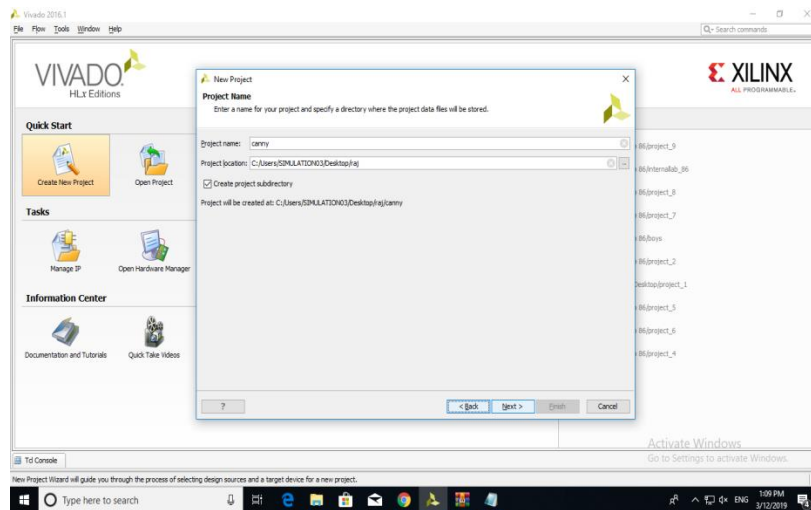 Vivado 2016.1
File Flow Tools Window Help
Search commands
VIVADO
HLx Editions
XILINX
ALL PROGRAMMABLE.
Quick Start
Create New Project
Open Project
Tasks
Manage IP
Open Hardware Manager
Information Center
Documentation and Tutorials
Quick Take Videos
New Project
Project Name
Enter a name for your project and specify a directory where the project data files will be stored.
Project name: canny
Project location: C:/Users/SIMULATION03/Desktop/raj
Create project subdirectory
Project will be created at: C:/Users/SIMULATION03/Desktop/raj/canny
? < Back Next > Finish Cancel
86/project_9
86/internallab_86
86/project_8
86/project_7
86/boys
86/project_2
Desktop/project_1
86/project_5
86/project_6
86/project_4
Activate Windows
Go to Settings to activate Windows.
Tcl Console
New Project Wizard will guide you through the process of selecting design sources and a target device for a new project.
Type here to search
ENG
1:09 PM
3/12/2019